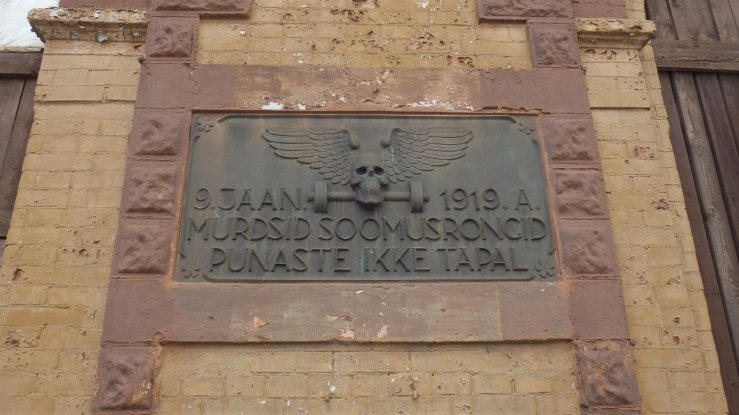 9. JAAN. 1919. A.
MURDSID SOOMUSRONGID
PUNASTE IKKE TAPAL